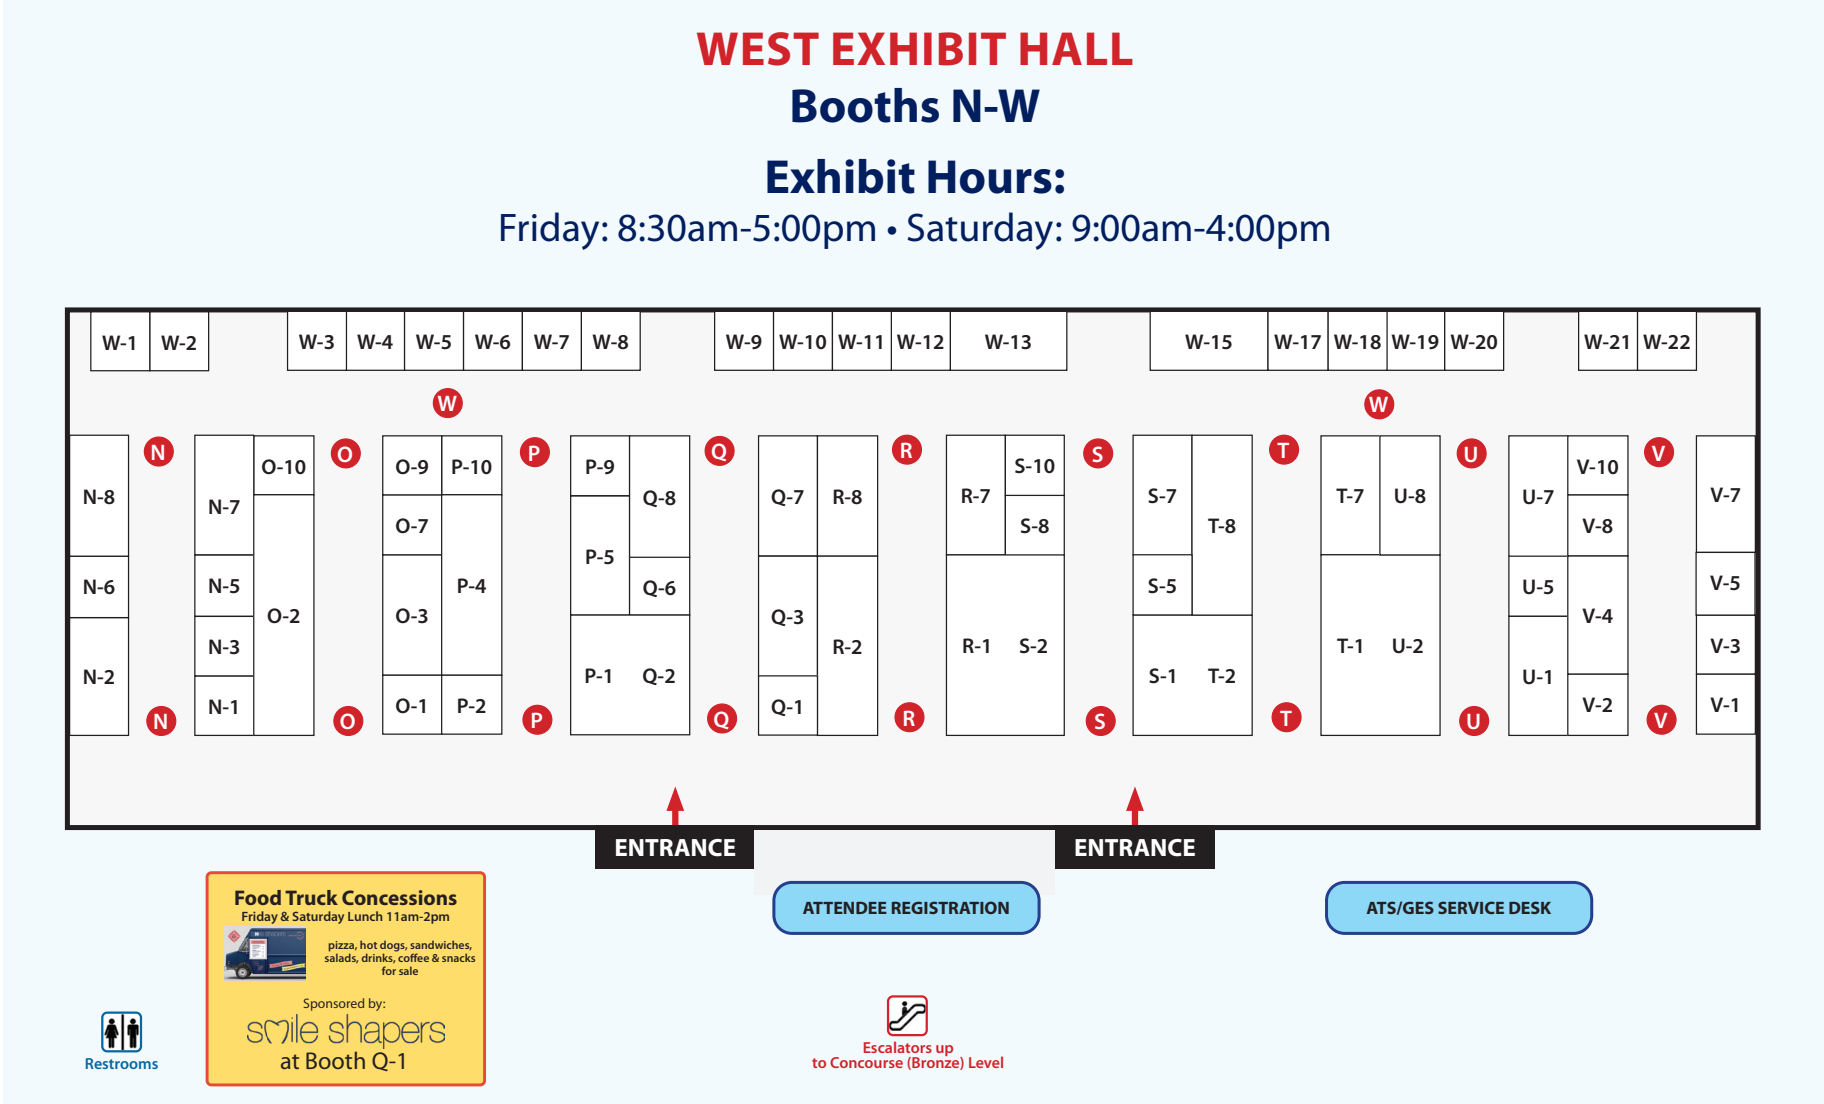 WEST EXHIBIT HALL
Booths N-W
Exhibit Hours:
Friday: 8:30am-5:00pm • Saturday: 9:00am-4:00pm
W-1 W-2 W-3 W-4 W-5 W-6 W-7 W-8 W-9 W-10 W-11 W-12 W-13 W-15 W-17 W-18 W-19 W-20 W-21 W-22
W W
N O P Q R S T U V
O-10 O-9 P-10 P-9 S-10 V-10
N-8 Q-8 Q-7 R-8 R-7 S-7 T-7 U-8 U-7 V-7
N-7 O-7 S-8 T-8 V-8
P-5
N-6 N-5 P-4 Q-6 S-5 U-5 V-5
O-2 O-3 Q-3 V-4
N-3 R-2 R-1 S-2 T-1 U-2 V-3
N-2 P-1 Q-2 S-1 T-2 U-1
N-1 O-1 P-2 Q-1 V-2 V-1
N O P Q R S T U V
ENTRANCE ENTRANCE
ATTENDEE REGISTRATION
ATS/GES SERVICE DESK
Food Truck Concessions
Friday & Saturday Lunch 11am-2pm
pizza, hot dogs, sandwiches,
salads, drinks, coffee & snacks
for sale
Sponsored by:
smile shapers
at Booth Q-1
Restrooms
Escalators up
to Concourse (Bronze) Level